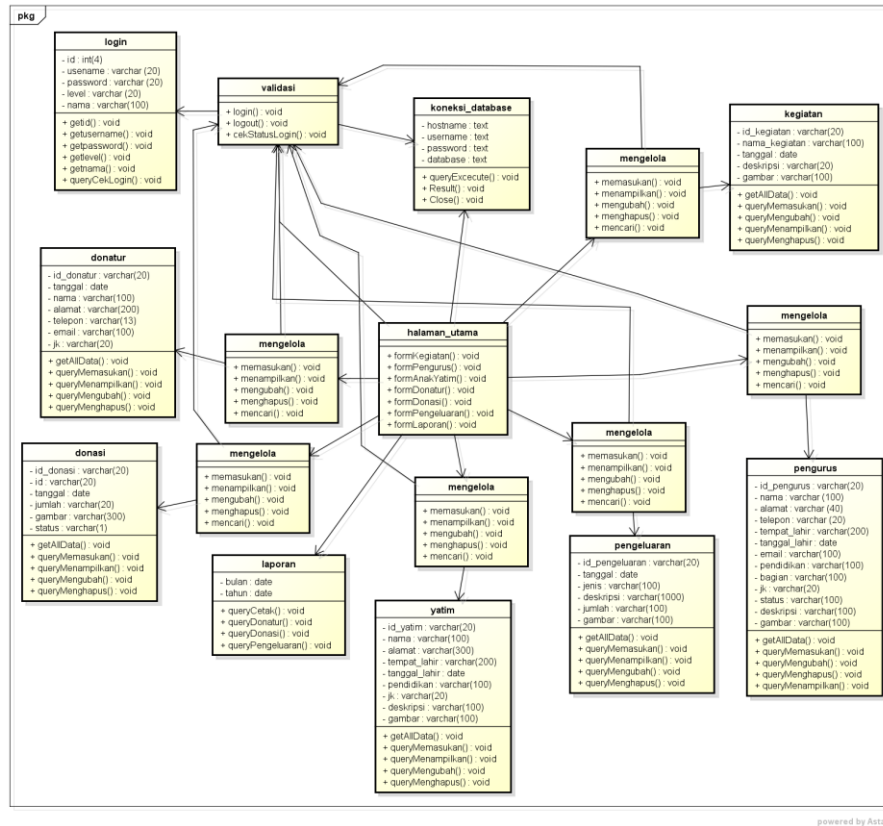 pkg
login
- id : int(4)
- usename : varchar (20)
- password : varchar (20)
- level : varchar (20)
- nama : varchar(100)
+ getid() : void
+ getusername() : void
+ getpassword() : void
+ getlevel() : void
+ getnama() : void
+ queryCekLogin() : void
validasi
+ login() : void
+ logout() : void
+ cekStatusLogin() : void
koneksi_database
- hostname : text
- username : text
- password : text
- database : text
+ queryExcecute() : void
+ Result() : void
+ Close() : void
mengelola
+ memasukan() : void
+ menampilkan() : void
+ mengubah() : void
+ menghapus() : void
+ mencari() : void
kegiatan
- id_kegiatan : varchar(20)
- nama_kegiatan : varchar(100)
- tanggal : date
- deskripsi : varchar(20)
- gambar : varchar(100)
+ getAllData() : void
+ queryMemasukan() : void
+ queryMengubah() : void
+ queryMenampilkan() : void
+ queryMenghapus() : void
donatur
- id_donatur : varchar(20)
- tanggal : date
- nama : varchar(100)
- alamat : varchar(200)
- telepon : varchar(13)
- email : varchar(100)
- jk : varchar(20)
+ getAllData() : void
+ queryMemasukan() : void
+ queryMenampilkan() : void
+ queryMengubah() : void
+ queryMenghapus() : void
mengelola
+ memasukan() : void
+ menampilkan() : void
+ mengubah() : void
+ menghapus() : void
+ mencari() : void
halaman_utama
+ formKegiatan() : void
+ formPengurus() : void
+ formAnakYatim() : void
+ formDonatur() : void
+ formDonasi() : void
+ formPengeluaran() : void
+ formLaporan() : void
mengelola
+ memasukan() : void
+ menampilkan() : void
+ mengubah() : void
+ menghapus() : void
+ mencari() : void
donasi
- id_donasi : varchar(20)
- id : varchar(20)
- tanggal : date
- jumlah : varchar(20)
- gambar : varchar(300)
- status : varchar(1)
+ getAllData() : void
+ queryMemasukan() : void
+ queryMenampilkan() : void
+ queryMengubah() : void
+ queryMenghapus() : void
mengelola
+ memasukan() : void
+ menampilkan() : void
+ mengubah() : void
+ menghapus() : void
+ mencari() : void
mengelola
+ memasukan() : void
+ menampilkan() : void
+ mengubah() : void
+ menghapus() : void
+ mencari() : void
mengelola
+ memasukan() : void
+ menampilkan() : void
+ mengubah() : void
+ menghapus() : void
+ mencari() : void
pengurus
- id_pengurus : varchar(20)
- nama : varchar (100)
- alamat : varchar (40)
- telepon : varchar (20)
- tempat_lahir : varchar(200)
- tanggal_lahir : date
- email : varchar(100)
- pendidikan : varchar(100)
- bagian : varchar(100)
- jk : varchar(20)
- status : varchar(100)
- deskripsi : varchar(100)
- gambar : varchar(100)
+ getAllData() : void
+ queryMemasukan() : void
+ queryMengubah() : void
+ queryMenghapus() : void
+ queryMenampilkan() : void
laporan
- bulan : date
- tahun : date
+ queryCetak() : void
+ queryDonatur() : void
+ queryDonasi() : void
+ queryPengeluaran() : void
yatim
- id_yatim : varchar(20)
- nama : varchar(100)
- alamat : varchar(300)
- tempat_lahir : varchar(200)
- tanggal_lahir : date
- pendidikan : varchar(100)
- jk : varchar(20)
- deskripsi : varchar(100)
- gambar : varchar(100)
+ getAllData() : void
+ queryMemasukan() : void
+ queryMenampilkan() : void
+ queryMengubah() : void
+ queryMenghapus() : void
pengeluaran
- id_pengeluaran : varchar(20)
- tanggal : date
- jenis : varchar(100)
- deskripsi : varchar(1000)
- jumlah : varchar(100)
- gambar : varchar(100)
+ getAllData() : void
+ queryMemasukan() : void
+ queryMenampilkan() : void
+ queryMengubah() : void
+ queryMenghapus() : void
powered by Asta